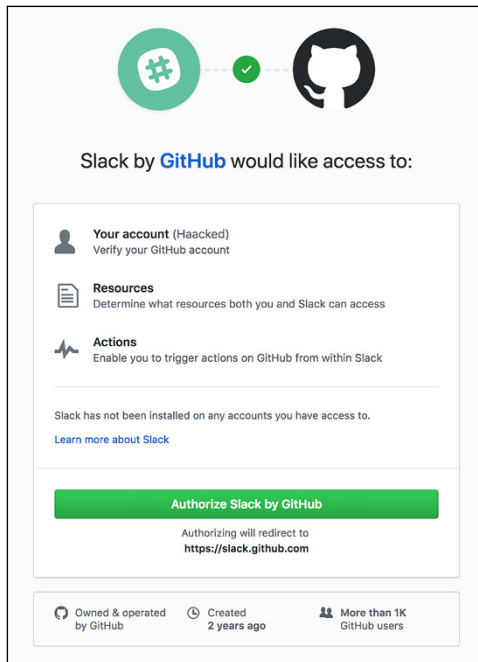 Slack by GitHub would like access to:
Your account (Haacked)
Verify your GitHub account
Resources
Determine what resources both you and Slack can access
Actions
Enable you to trigger actions on GitHub from within Slack
Slack has not been installed on any accounts you have access to.
Learn more about Slack
Authorize Slack by GitHub
Authorizing will redirect to
https://slack.github.com
Owned & operated
by GitHub
Created
2 years ago
More than 1K
GitHub users